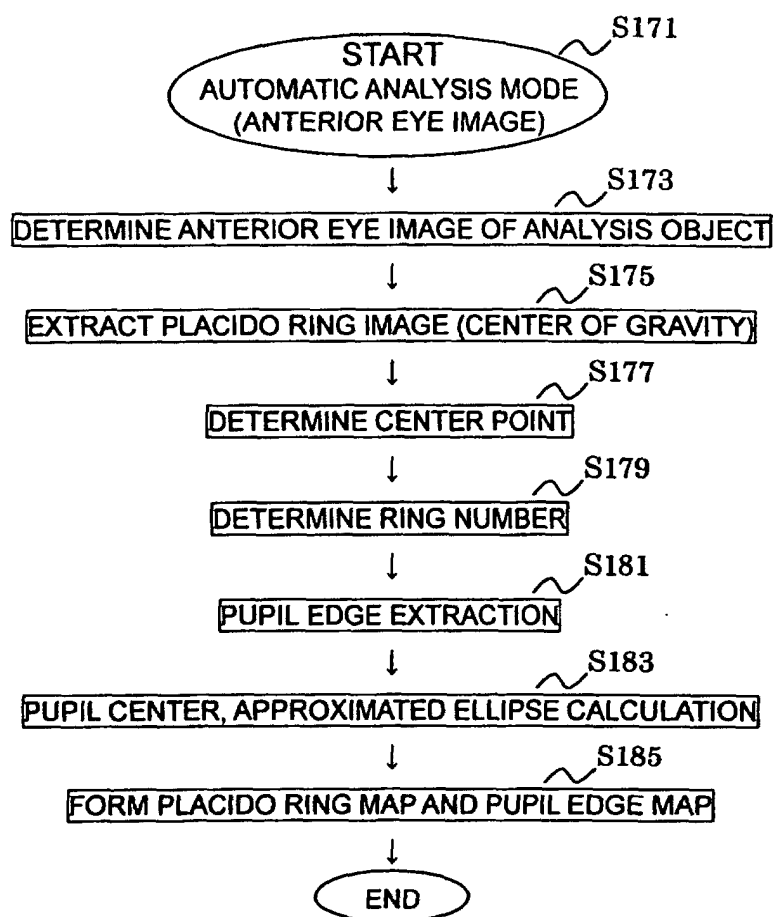 S171
START
AUTOMATIC ANALYSIS MODE
(ANTERIOR EYE IMAGE)
↓
S173
DETERMINE ANTERIOR EYE IMAGE OF ANALYSIS OBJECT
↓
S175
EXTRACT PLACIDO RING IMAGE (CENTER OF GRAVITY)
↓
S177
DETERMINE CENTER POINT
↓
S179
DETERMINE RING NUMBER
↓
S181
PUPIL EDGE EXTRACTION
↓
S183
PUPIL CENTER, APPROXIMATED ELLIPSE CALCULATION
↓
S185
FORM PLACIDO RING MAP AND PUPIL EDGE MAP
↓
END